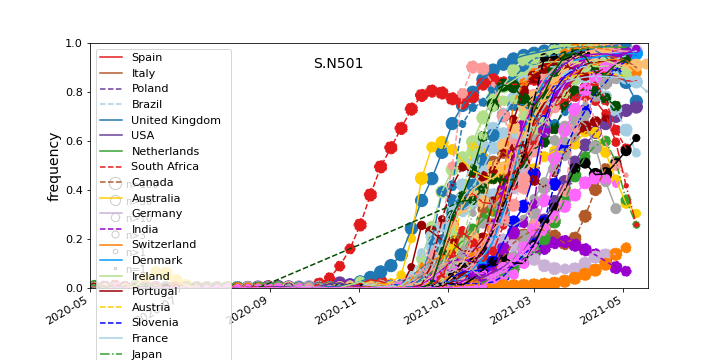 S.N501
frequency
1.0
0.8
0.6
0.4
0.2
0.0
2020-05
2020-09
2020-11
2021-01
2021-03
2021-05
Spain
Italy
Poland
Brazil
United Kingdom
USA
Netherlands
South Africa
Canada
Australia
Germany
India
Switzerland
Denmark
Ireland
Portugal
Austria
Slovenia
France
Japan